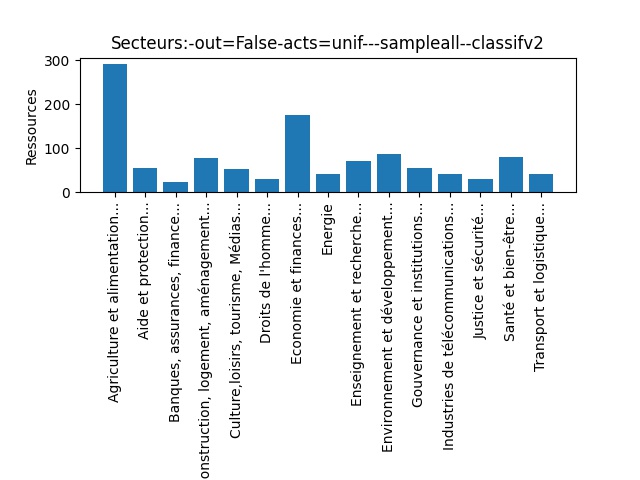 Secteurs:-out=False-acts=unif---sampleall--classifv2
Ressources
300
200
100
0
Agriculture et alimentation...
Aide et protection...
Banques, assurances, finance...
onstruction, logement, aménagement...
Culture,loisirs, tourisme, Médias...
Droits de l'homme...
Economie et finances...
Energie
Enseignement et recherche...
Environnement et développement...
Gouvernance et institutions...
Industries de télécommunications...
Justice et sécurité...
Santé et bien-être...
Transport et logistique...